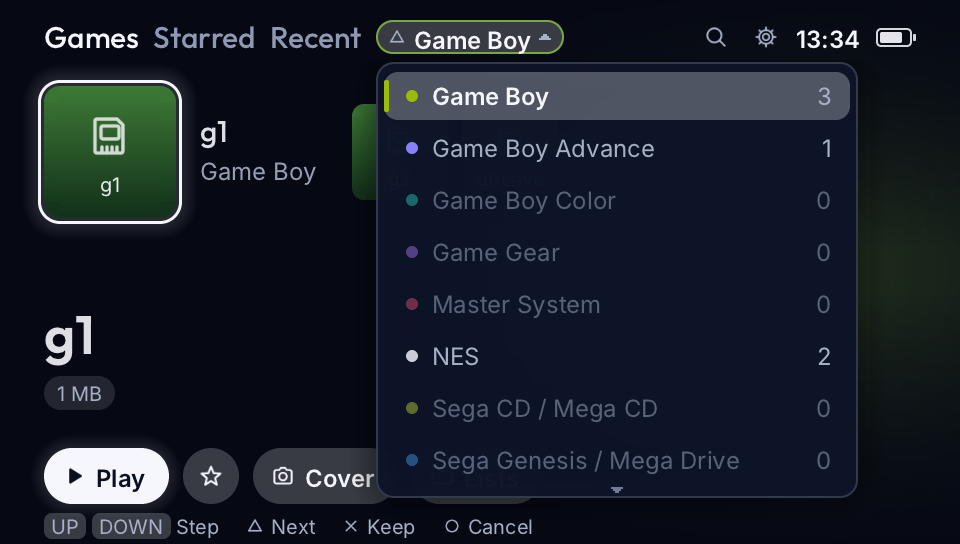 Games Starred Recent Game Boy 13:34
Game Boy 3
g1
Game Boy
g1
Game Boy Advance 1
Game Boy Color 0
Game Gear 0
Master System 0
g1
NES 2
1 MB
Sega CD / Mega CD 0
Sega Genesis / Mega Drive 0
Play Cover Lists
UP DOWN Step Next Keep Cancel